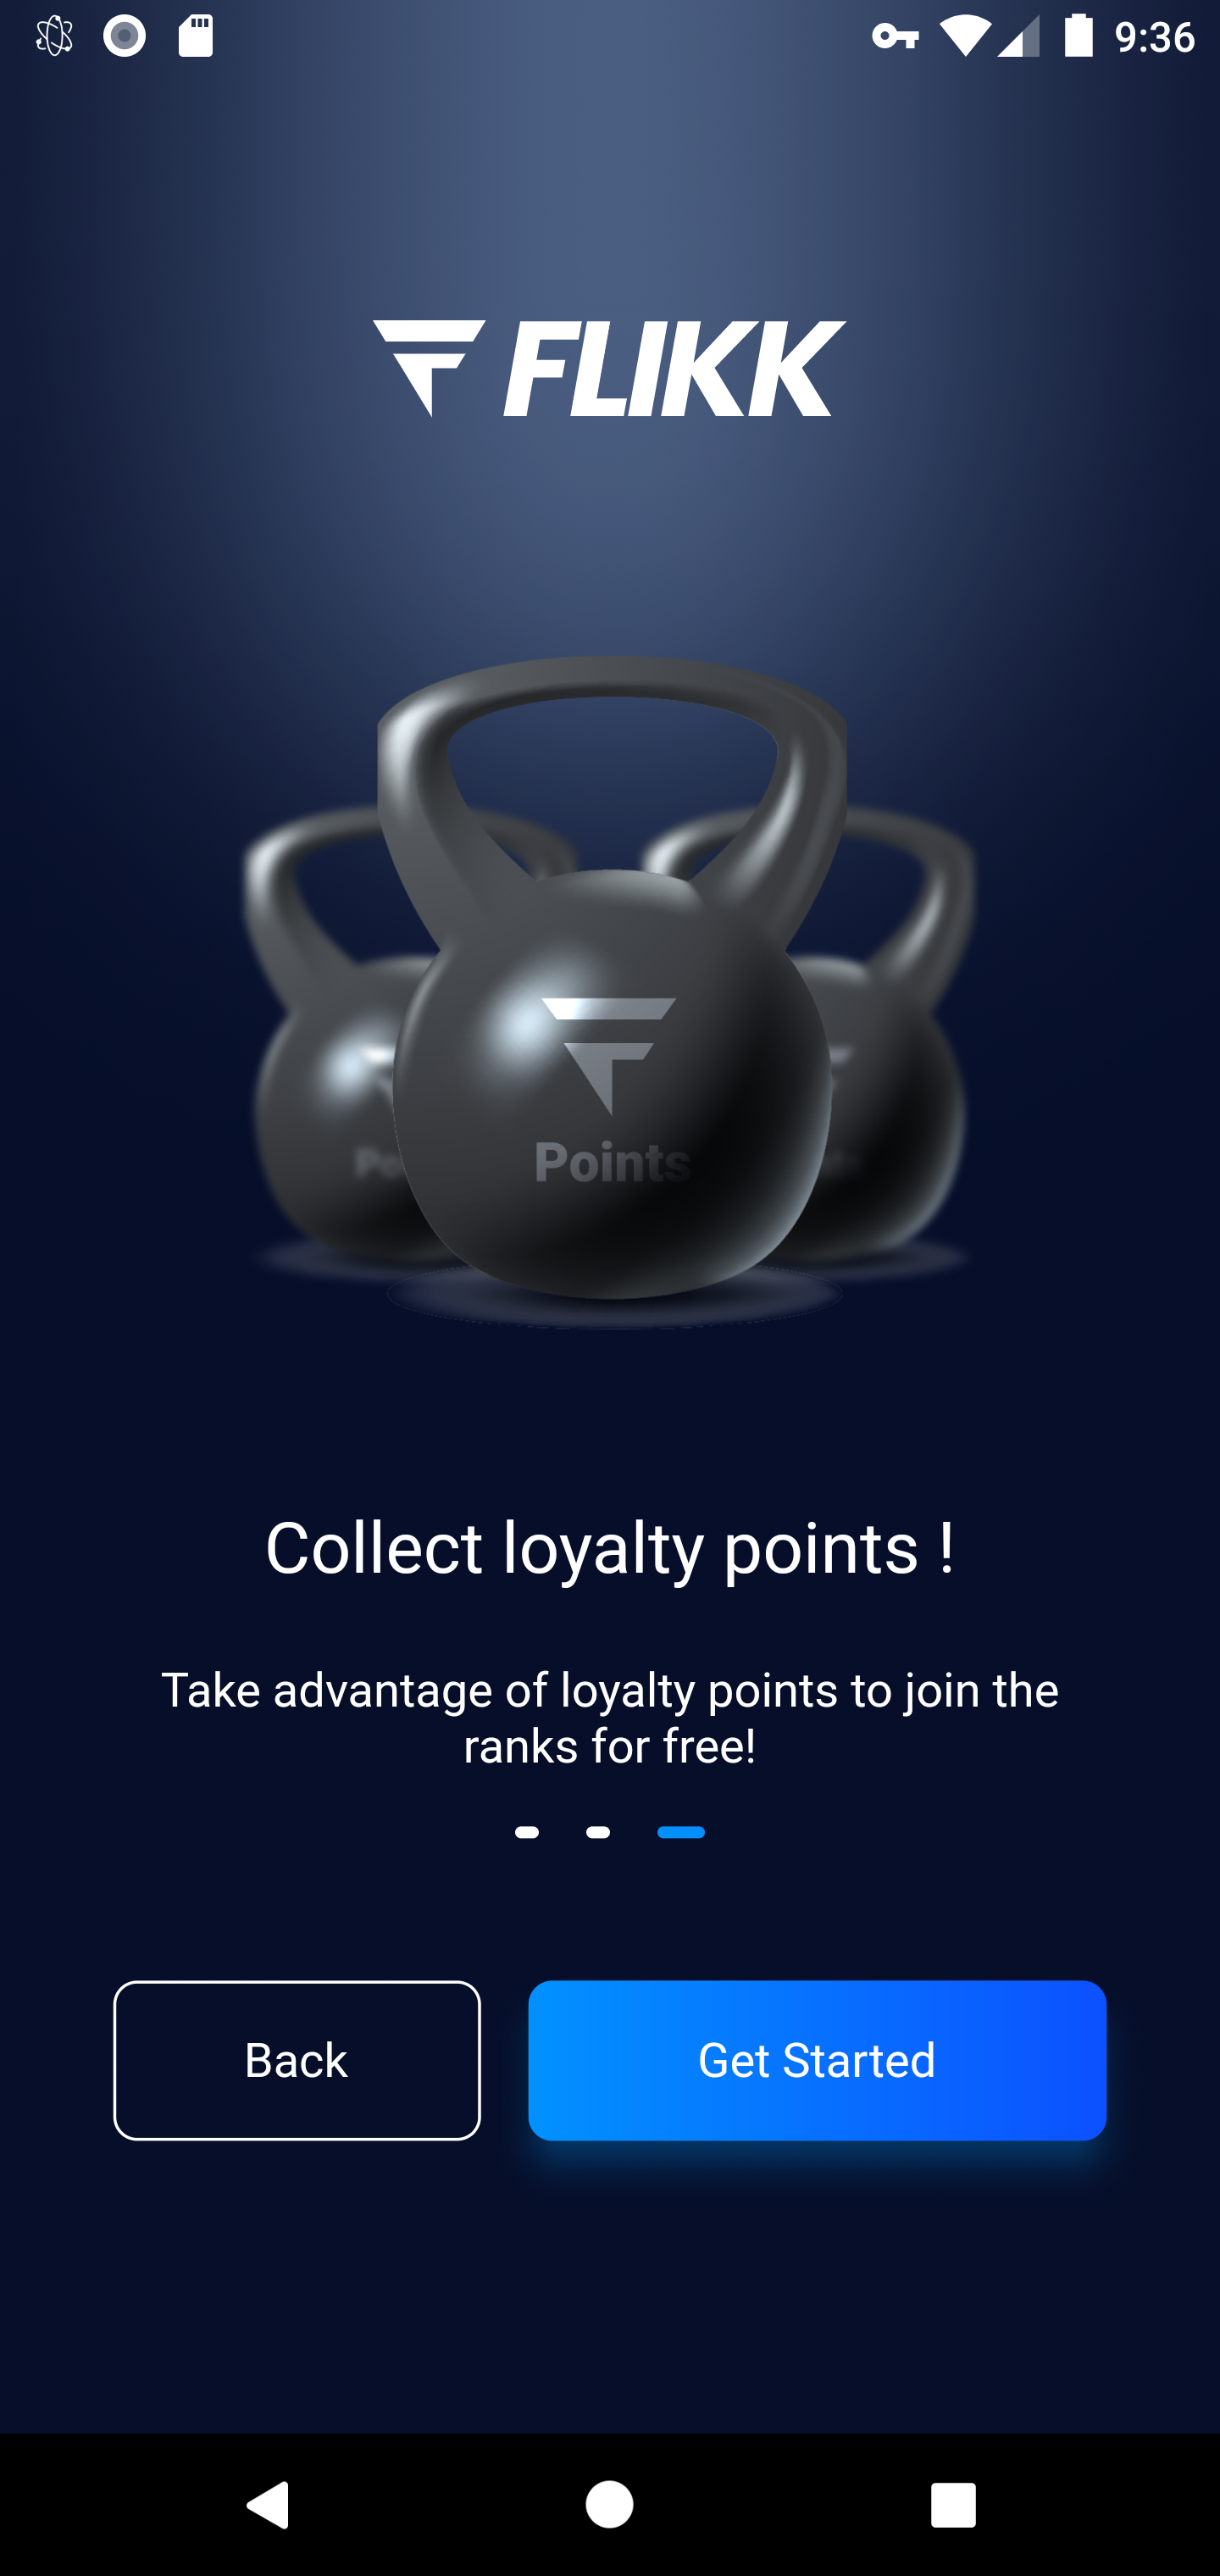 9:36
FLIKK
Points
Collect loyalty points !
Take advantage of loyalty points to join the
ranks for free!
Back
Get Started